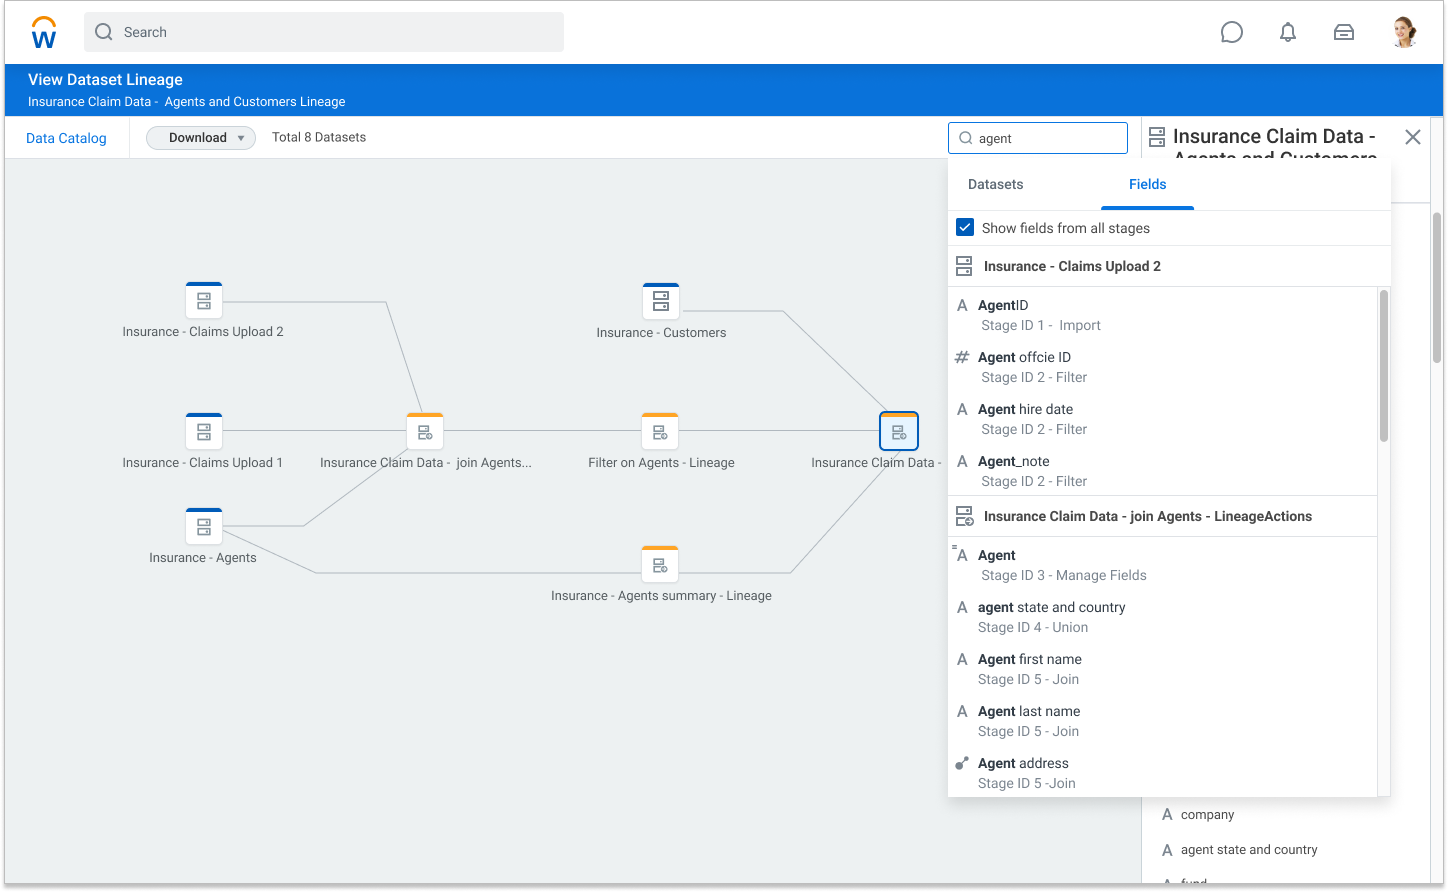 W
Search
View Dataset Lineage
Insurance Claim Data - Agents and Customers Lineage
Data Catalog
Download
Total 8 Datasets
agent
Insurance Claim Data -
Agents and Customers
Datasets
Fields
Show fields from all stages
Insurance - Claims Upload 2
AgentID
Stage ID 1 - Import
Agent offcie ID
Stage ID 2 - Filter
Agent hire date
Stage ID 2 - Filter
Agent_note
Stage ID 2 - Filter
Insurance Claim Data - join Agents - LineageActions
Agent
Stage ID 3 - Manage Fields
agent state and country
Stage ID 4 - Union
Agent first name
Stage ID 5 - Join
Agent last name
Stage ID 5 - Join
Agent address
Stage ID 5 -Join
A company
A agent state and country
Insurance - Claims Upload 2
Insurance - Customers
Insurance - Claims Upload 1
Insurance Claim Data - join Agents...
Filter on Agents - Lineage
Insurance Claim Data -
Insurance - Agents
Insurance - Agents summary - Lineage